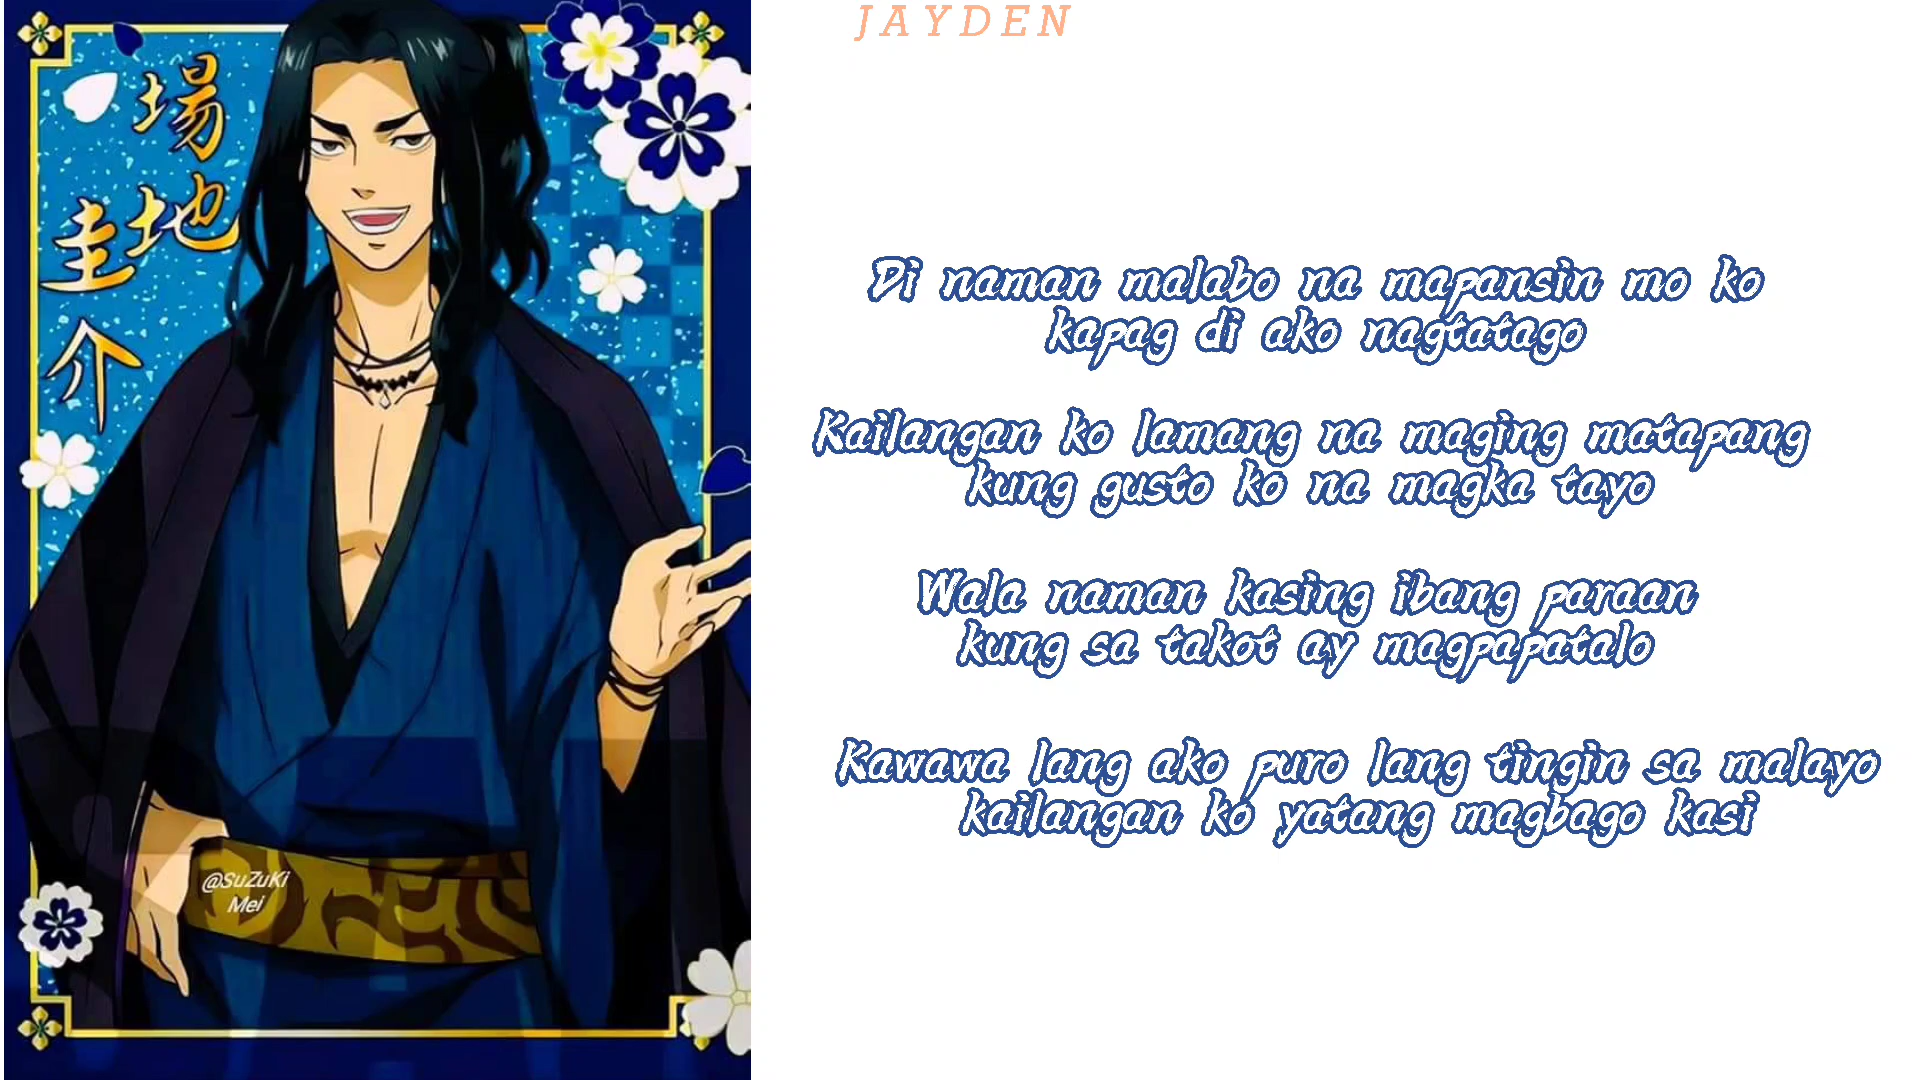 場地
圭介
@SuZuKi
Mei
JAYDEN
Di naman malabo na mapansin mo ko
kapag di ako nagtatago
Kailangan ko lamang na maging matapang
kung gusto ko na magka tayo
Wala naman kasing ibang paraan
kung sa takot ay magpapatalo
Kawawa lang ako puro lang tingin sa malayo
kailangan ko yatang magbago kasi